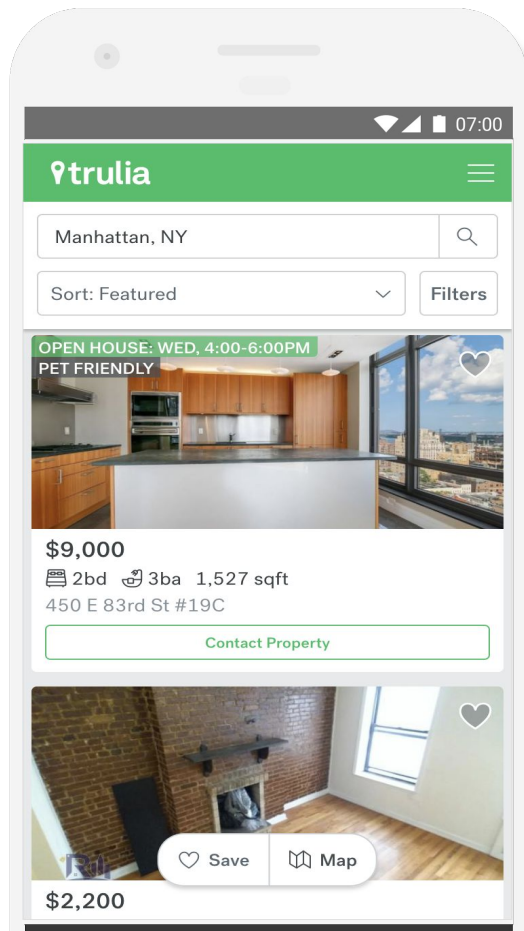 07:00
trulia
Manhattan, NY
Sort: Featured
Filters
OPEN HOUSE: WED, 4:00-6:00PM
PET FRIENDLY
$9,000
2bd 3ba 1,527 sqft
450 E 83rd St #19C
Contact Property
Save
Map
$2,200